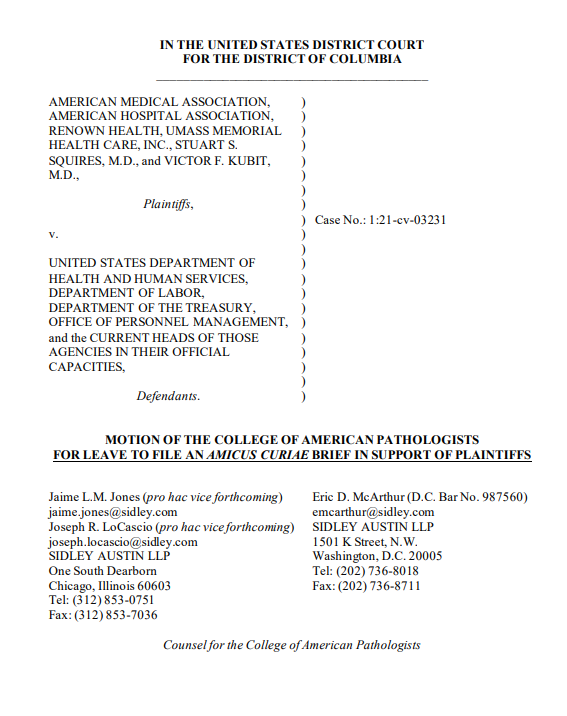 IN THE UNITED STATES DISTRICT COURT
FOR THE DISTRICT OF COLUMBIA
AMERICAN MEDICAL ASSOCIATION, )
AMERICAN HOSPITAL ASSOCIATION, )
RENOWN HEALTH, UMASS MEMORIAL )
HEALTH CARE, INC., STUART S. )
SQUIRES, M.D., and VICTOR F. KUBIT, )
M.D., )
)
Plaintiffs, )
) Case No.: 1:21-cv-03231
v. )
)
UNITED STATES DEPARTMENT OF )
HEALTH AND HUMAN SERVICES, )
DEPARTMENT OF LABOR, )
DEPARTMENT OF THE TREASURY, )
OFFICE OF PERSONNEL MANAGEMENT, )
and the CURRENT HEADS OF THOSE )
AGENCIES IN THEIR OFFICIAL )
CAPACITIES, )
)
Defendants. )
MOTION OF THE COLLEGE OF AMERICAN PATHOLOGISTS
FOR LEAVE TO FILE AN AMICUS CURIAE BRIEF IN SUPPORT OF PLAINTIFFS
Jaime L.M. Jones (pro hac vice forthcoming)
jaime.jones@sidley.com
Joseph R. LoCascio (pro hac vice forthcoming)
joseph.locascio@sidley.com
SIDLEY AUSTIN LLP
One South Dearborn
Chicago, Illinois 60603
Tel: (312) 853-0751
Fax: (312) 853-7036
Eric D. McArthur (D.C. Bar No. 987560)
emcarthur@sidley.com
SIDLEY AUSTIN LLP
1501 K Street, N.W.
Washington, D.C. 20005
Tel: (202) 736-8018
Fax: (202) 736-8711
Counsel for the College of American Pathologists